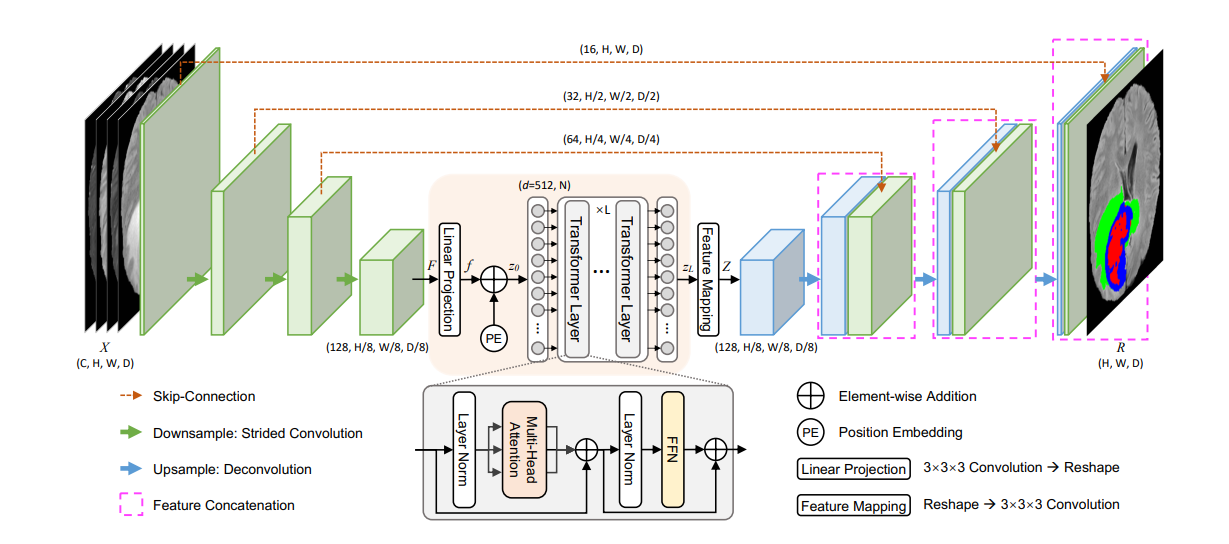 (16, H, W, D)
(32, H/2, W/2, D/2)
(64, H/4, W/4, D/4)
(d=512, N)
×L
F
Linear Projection
f
z0
PE
...
Transformer Layer
...
Transformer Layer
...
zL
Feature Mapping
Z
(128, H/8, W/8, D/8)
(128, H/8, W/8, D/8)
X
(C, H, W, D)
R
(H, W, D)
Layer Norm
Multi-Head
Attention
Layer Norm
FFN
Skip-Connection
Downsample: Strided Convolution
Upsample: Deconvolution
Feature Concatenation
Element-wise Addition
PE
Position Embedding
Linear Projection
3×3×3 Convolution → Reshape
Feature Mapping
Reshape → 3×3×3 Convolution